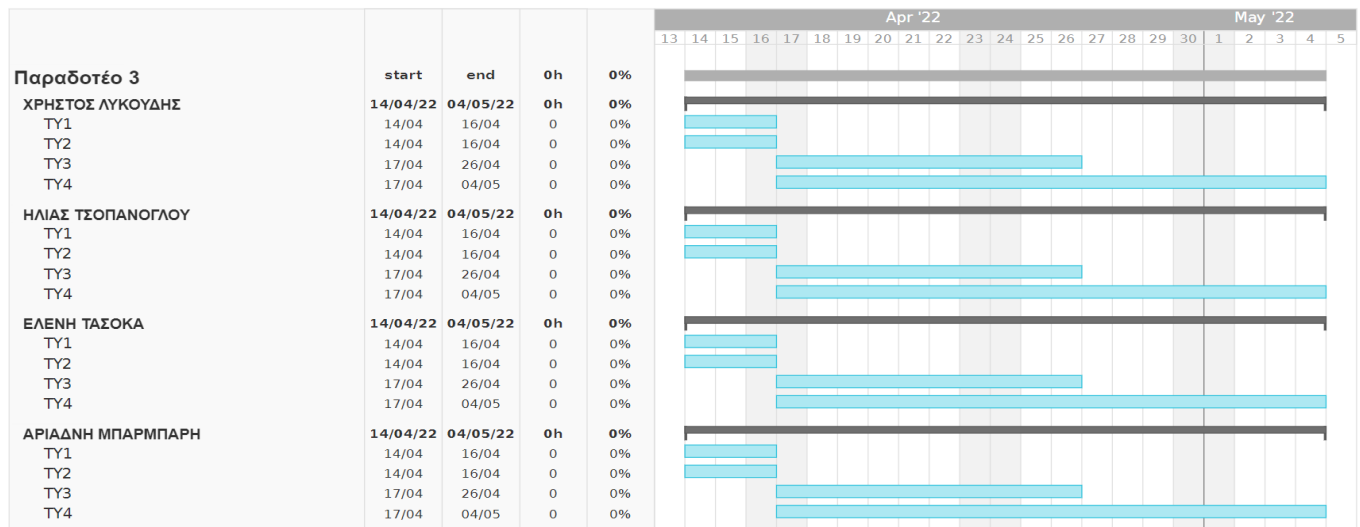 Apr '22 May '22
13 14 15 16 17 18 19 20 21 22 23 24 25 26 27 28 29 30 1 2 3 4 5
Παραδοτέο 3 start end 0h 0%
ΧΡΗΣΤΟΣ ΛΥΚΟΥΔΗΣ 14/04/22 04/05/22 0h 0%
ΤΥ1 14/04 16/04 0 0%
ΤΥ2 14/04 16/04 0 0%
ΤΥ3 17/04 26/04 0 0%
ΤΥ4 17/04 04/05 0 0%
ΗΛΙΑΣ ΤΣΟΠΑΝΟΓΛΟΥ 14/04/22 04/05/22 0h 0%
ΤΥ1 14/04 16/04 0 0%
ΤΥ2 14/04 16/04 0 0%
ΤΥ3 17/04 26/04 0 0%
ΤΥ4 17/04 04/05 0 0%
ΕΛΕΝΗ ΤΑΣΟΚΑ 14/04/22 04/05/22 0h 0%
ΤΥ1 14/04 16/04 0 0%
ΤΥ2 14/04 16/04 0 0%
ΤΥ3 17/04 26/04 0 0%
ΤΥ4 17/04 04/05 0 0%
ΑΡΙΑΔΝΗ ΜΠΑΡΜΠΑΡΗ 14/04/22 04/05/22 0h 0%
ΤΥ1 14/04 16/04 0 0%
ΤΥ2 14/04 16/04 0 0%
ΤΥ3 17/04 26/04 0 0%
ΤΥ4 17/04 04/05 0 0%